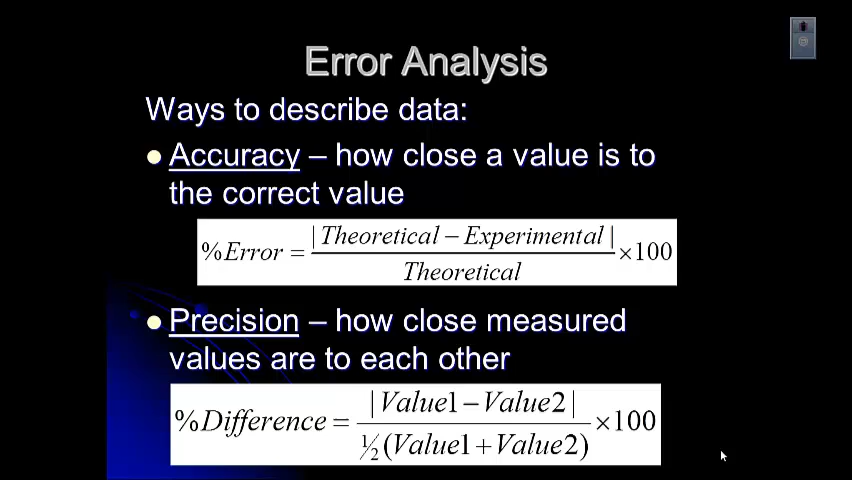 Error Analysis
Ways to describe data:
Accuracy – how close a value is to
the correct value
%Error = |Theoretical − Experimental| / Theoretical ×100
Precision – how close measured
values are to each other
%Difference = |Value1 − Value2| / ½(Value1 + Value2) ×100